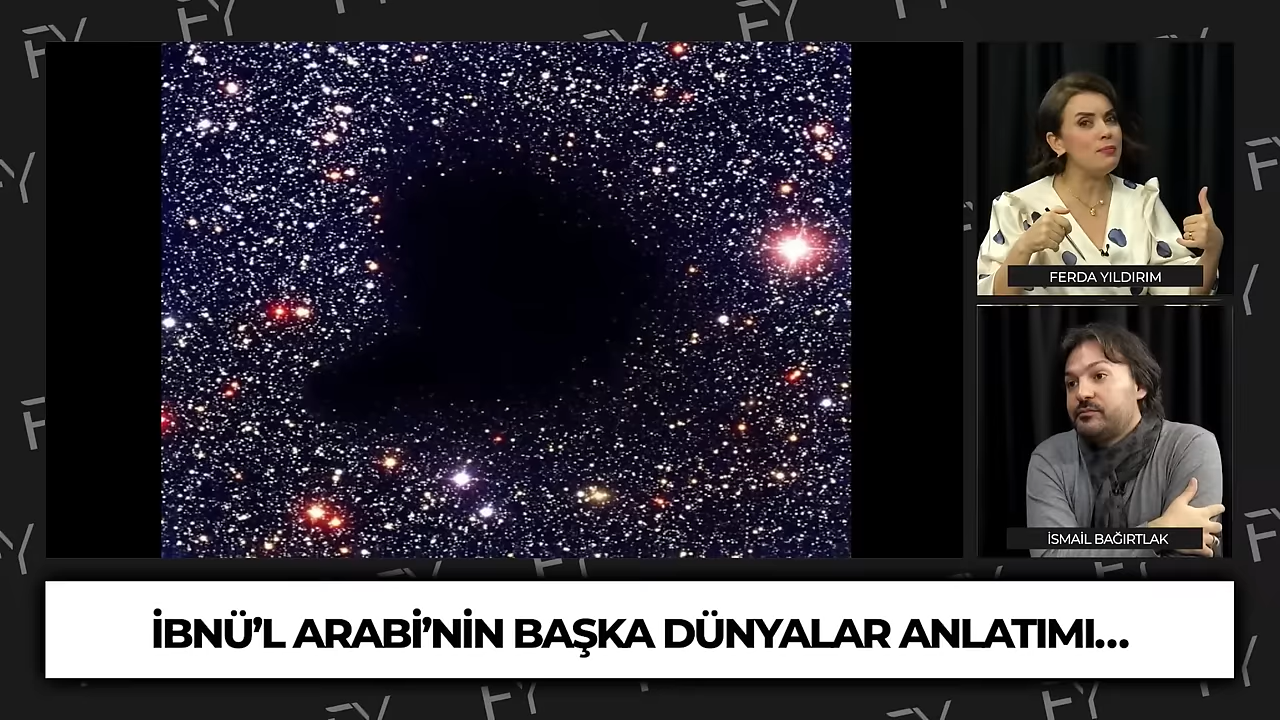 FERDA YILDIRIM
İSMAİL BAĞIRTLAK
İBNÜ'L ARABİ'NİN BAŞKA DÜNYALAR ANLATIMI...